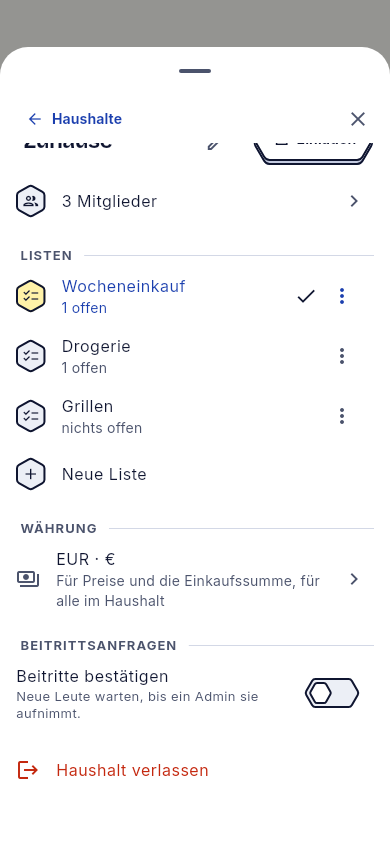 Haushalte
Zuhause
Einladen
3 Mitglieder
LISTEN
Wocheneinkauf
1 offen
Drogerie
1 offen
Grillen
nichts offen
Neue Liste
WÄHRUNG
EUR · €
Für Preise und die Einkaufssumme, für
alle im Haushalt
BEITRITTSANFRAGEN
Beitritte bestätigen
Neue Leute warten, bis ein Admin sie
aufnimmt.
Haushalt verlassen